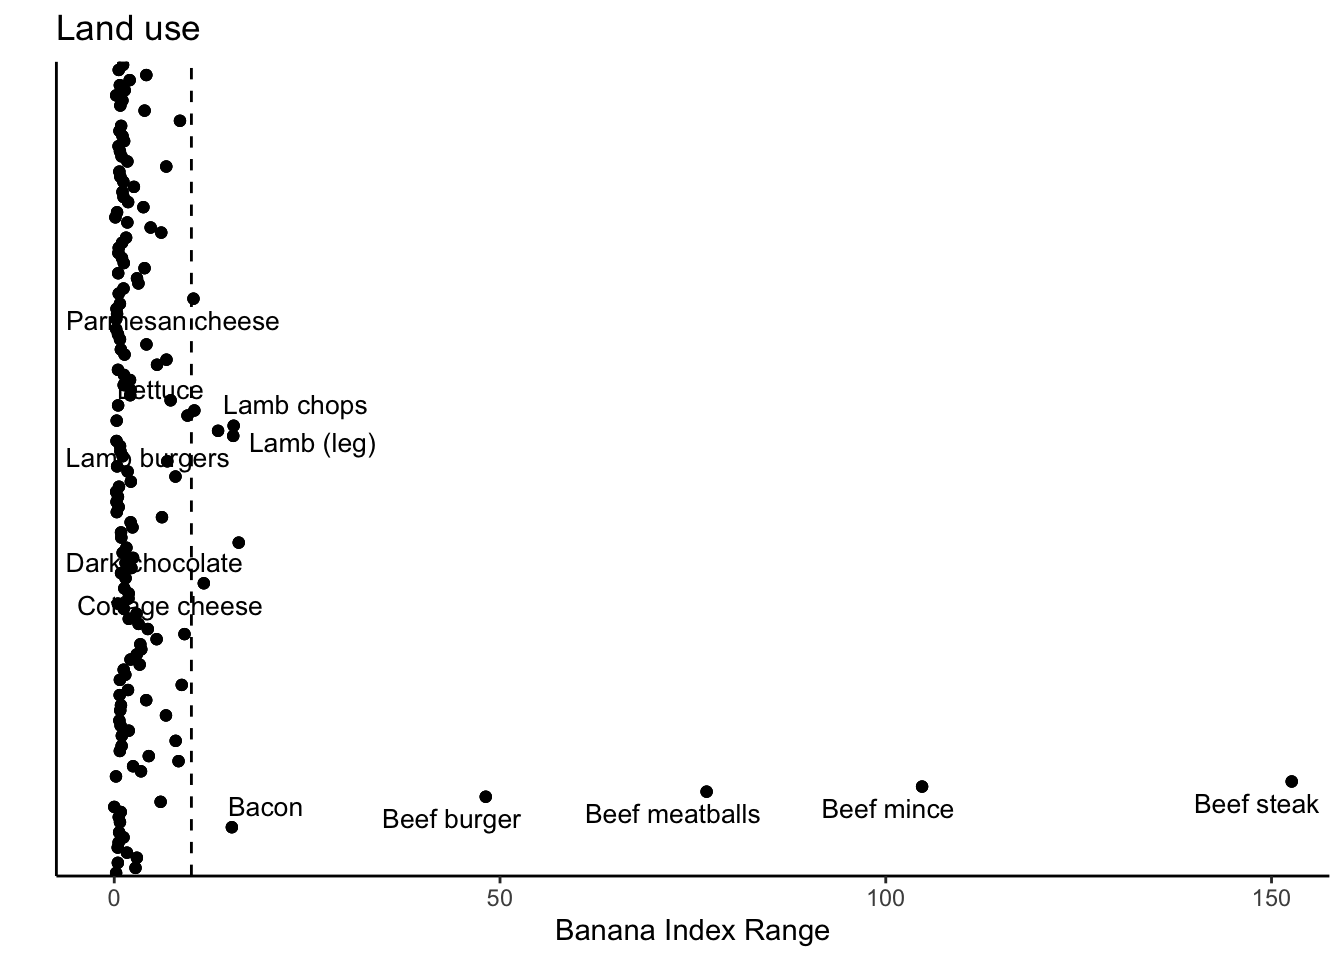 Land use
Parmesan cheese
Lettuce
Lamb chops
Lamb (leg)
Lamb burgers
Dark chocolate
Cottage cheese
Bacon
Beef burger
Beef meatballs
Beef mince
Beef steak
0
50
100
150
Banana Index Range